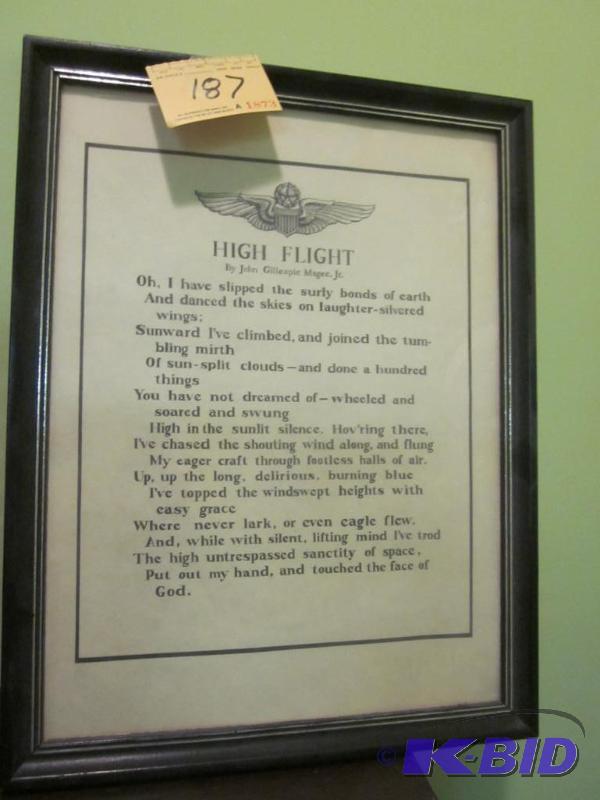 187
A 1873
HIGH FLIGHT
By John Gillespie Magee, Jr.
Oh, I have slipped the surly bonds of earth
And danced the skies on laughter-silvered
wings;
Sunward I've climbed, and joined the tum-
bling mirth
Of sun-split clouds—and done a hundred
things
You have not dreamed of—wheeled and
soared and swung
High in the sunlit silence. Hov'ring there,
I've chased the shouting wind along, and flung
My eager craft through footless halls of air.
Up, up the long, delirious, burning blue
I've topped the windswept heights with
easy grace
Where never lark, or even eagle flew.
And, while with silent, lifting mind I've trod
The high untrespassed sanctity of space,
Put out my hand, and touched the face of
God.
© K-BID